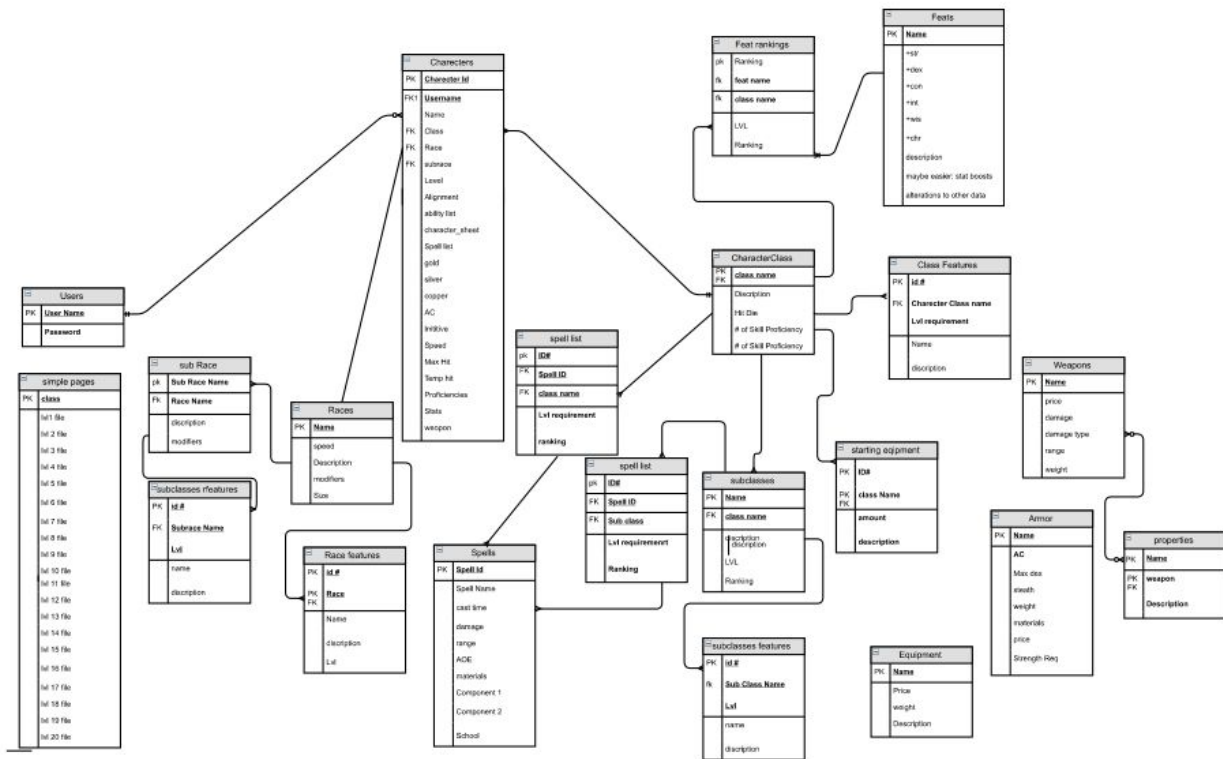 Charecters
PK Charecter Id
FK1 Username
Name
FK Class
FK Race
FK subrace
Level
Alignment
ability list
character_sheet
Spell list
gold
silver
copper
AC
Speed
Max Hit
Temp hit
Proficiencies
Stats
weapon
Feat rankings
pk Ranking
fk feat name
fk class name
LVL
Ranking
Feats
PK Name
+str
+dex
+con
+int
+wis
+chr
description
maybe easier: stat boosts
alterations to other data
Users
PK User Name
Password
CharacterClass
PK
FK class name
Discription
Hit Die
# of Skill Proficiency
# of Skill Proficiency
Class Features
PK id #
FK Charecter Class name
Lvl requirement
Name
discription
simple pages
PK class
lvl1 file
lvl 2 file
lvl 3 file
lvl 4 file
lvl 5 file
lvl 6 file
lvl 7 file
lvl 8 file
lvl 9 file
lvl 10 file
lvl 11 file
lvl 12 file
lvl 13 file
lvl 14 file
lvl 15 file
lvl 16 file
lvl 17 file
lvl 18 file
lvl 19 file
lvl 20 file
sub Race
pk Sub Race Name
Fk Race Name
discription
modifiers
subclasses rfeatures
PK id #
FK Subrace Name
Lvl
name
discription
Races
PK Name
speed
Description
modifiers
Size
Race features
PK id #
PK
FK Race
Name
discription
Lvl
spell list
pk ID#
FK Spell ID
FK class name
Lvl requirement
ranking
spell list
pk ID#
FK Spell ID
FK Sub class
Lvl requiremenrt
Ranking
Spells
PK Spell Id
Spell Name
cast time
damage
range
AOE
materials
Component 1
Component 2
School
subclasses
PK Name
FK class name
discription
discription
LVL
Ranking
subclasses features
PK id #
fk Sub Class Name
Lvl
name
discription
starting eqipment
PK ID#
PK
FK class Name
amount
description
Equipment
PK Name
Price
weight
Description
Weapons
PK Name
price
damage
damage type
range
weight
Armor
PK Name
AC
Max dex
stealth
weight
materials
price
Strength Req
properties
PK Name
PK
FK weapon
Description